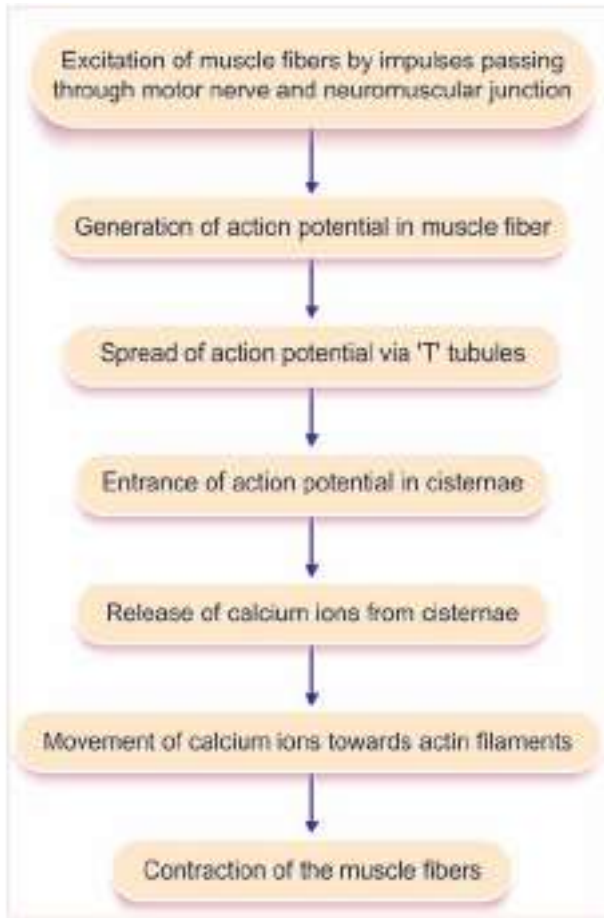 Excitation of muscle fibers by impulses passing
through motor nerve and neuromuscular junction
Generation of action potential in muscle fiber
Spread of action potential via 'T' tubules
Entrance of action potential in cisternae
Release of calcium ions from cisternae
Movement of calcium ions towards actin filaments
Contraction of the muscle fibers